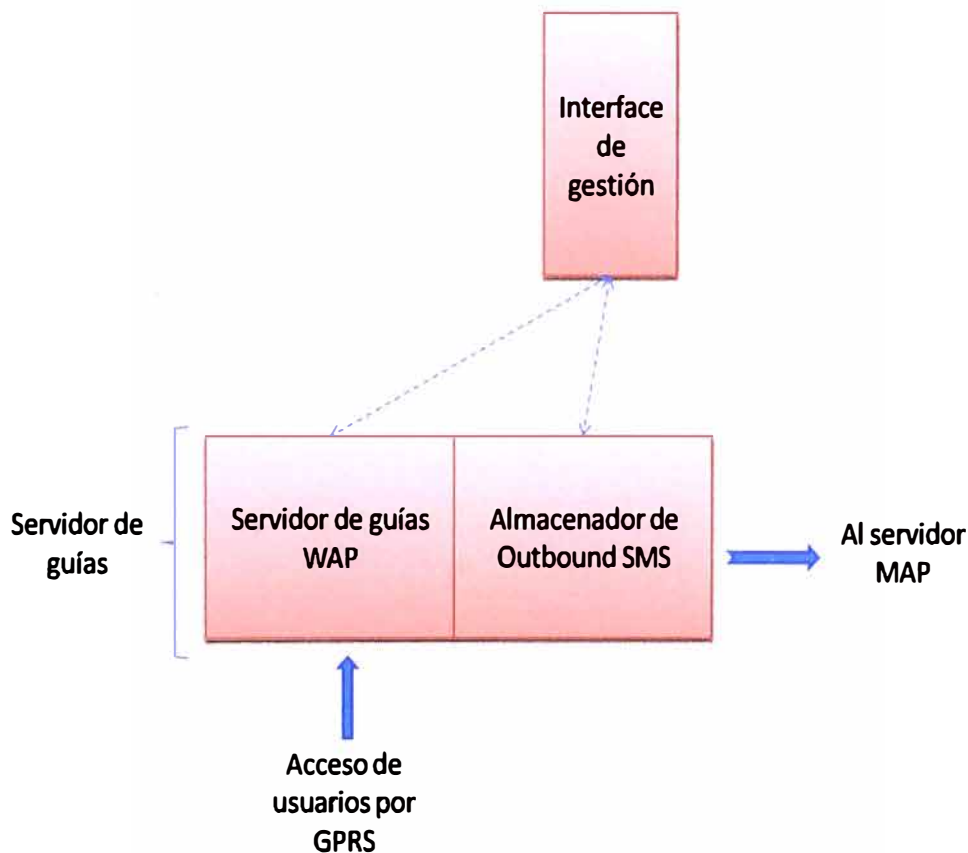 Interface
de
gestión
Servidor de
guías
Servidor de guías
WAP
Almacenador de
Outbound SMS
Al servidor
MAP
Acceso de
usuarios por
GPRS